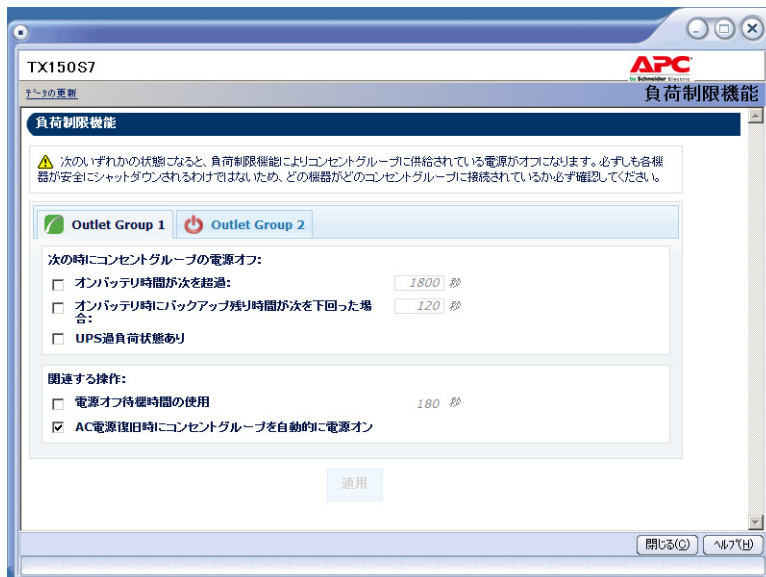 TX150S7
APC
by Schneider Electric
データの更新
負荷制限機能
負荷制限機能
次のいずれかの状態になると、負荷制限機能によりコンセントグループに供給されている電源がオフになります。必ずしも各機
器が安全にシャットダウンされるわけではないため、どの機器がどのコンセントグループに接続されているか必ず確認してください。
Outlet Group 1 Outlet Group 2
次の時にコンセントグループの電源オフ:
オンバッテリ時間が次を超過: 1800 秒
オンバッテリ時にバックアップ残り時間が次を下回った場 120 秒
合:
UPS過負荷状態あり
関連する操作:
電源オフ待機時間の使用 180 秒
AC電源復旧時にコンセントグループを自動的に電源オン
適用
閉じる(C) ヘルプ(H)